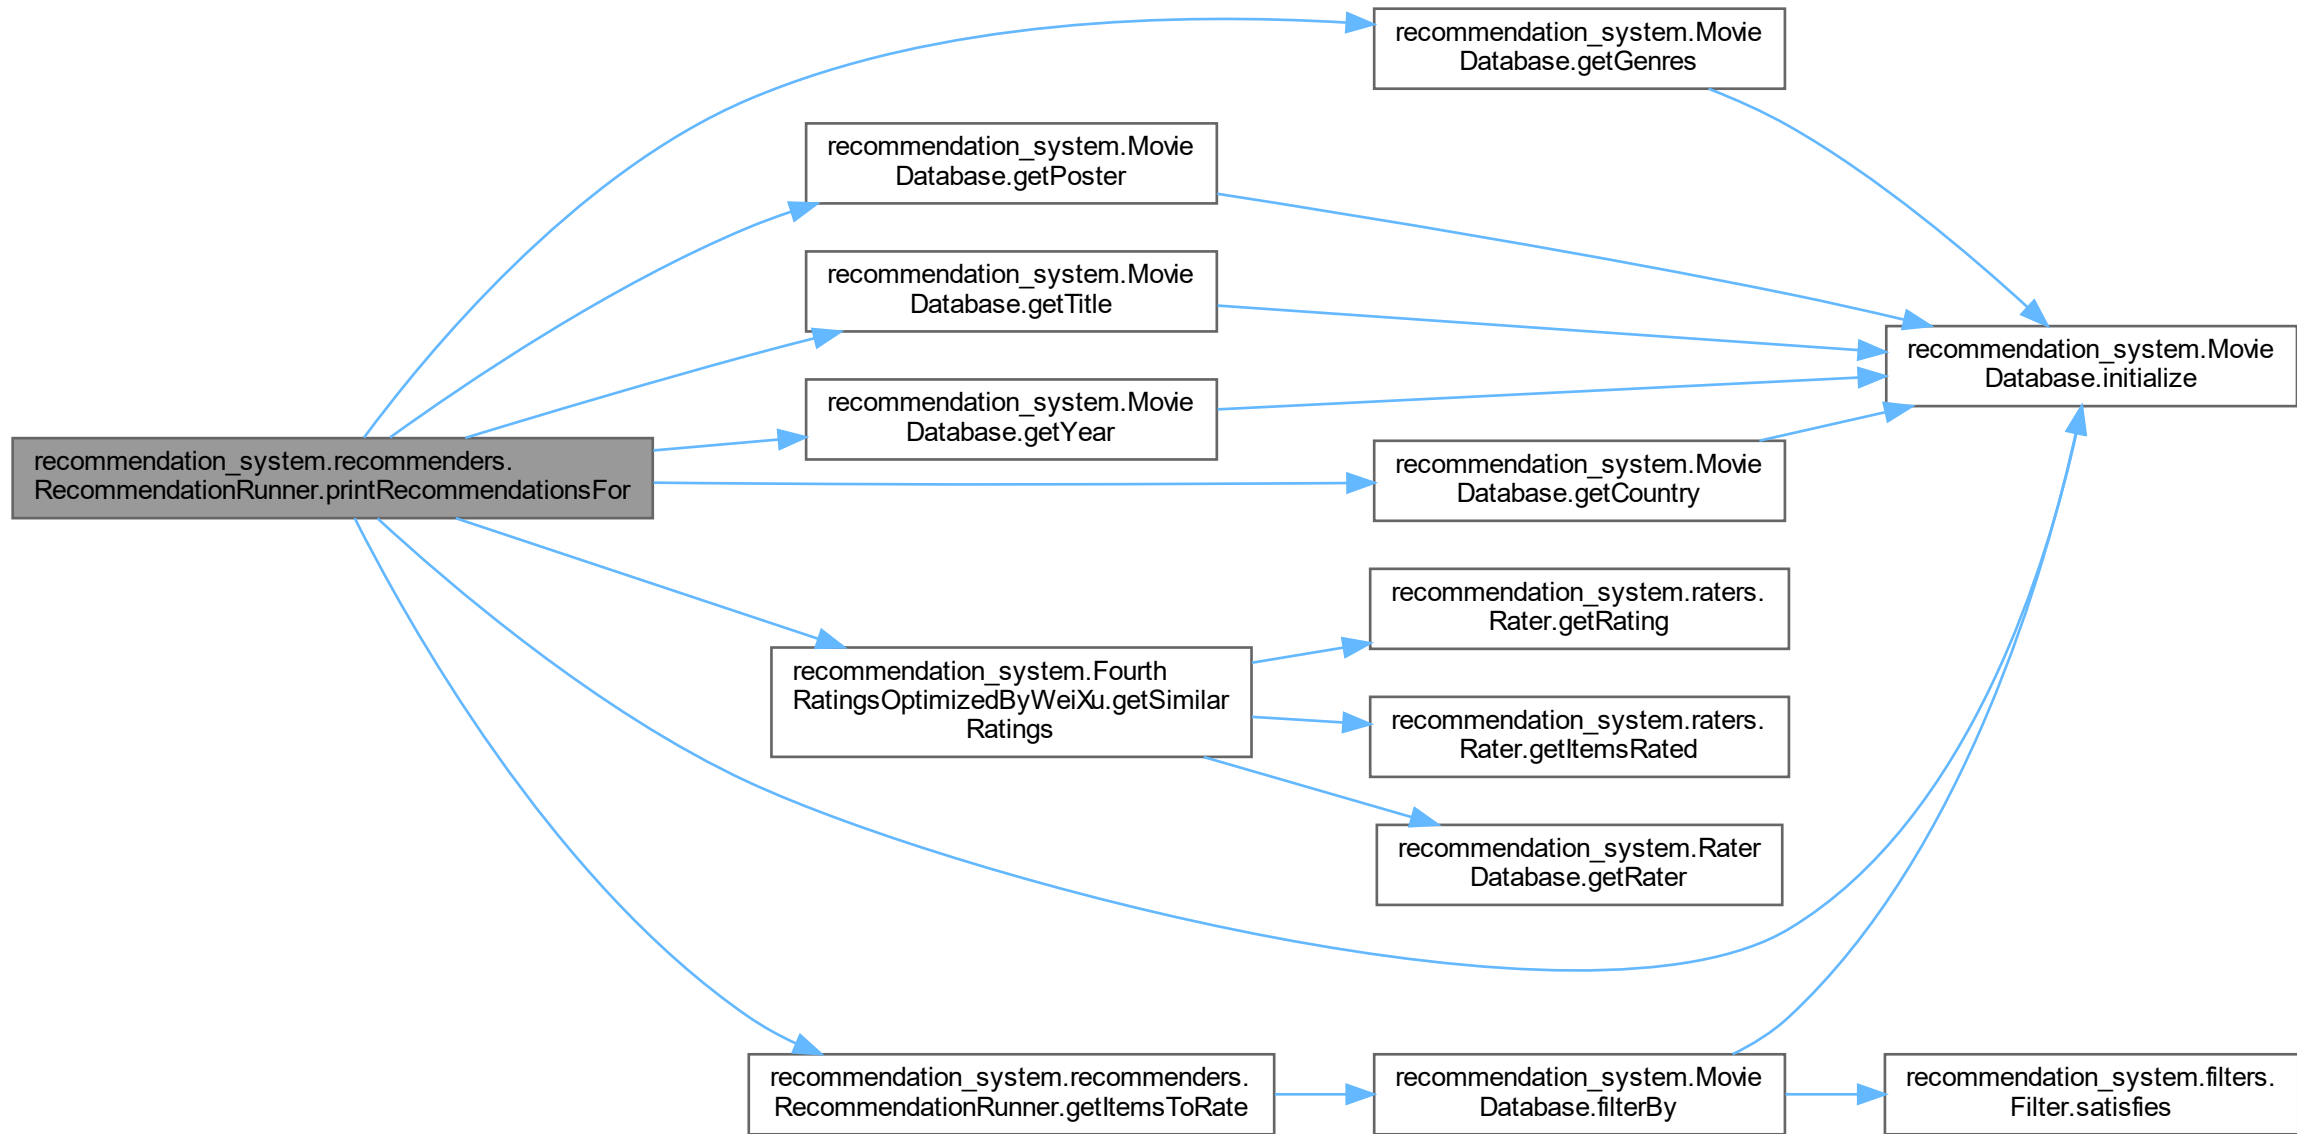 recommendation_system.Movie
Database.getGenres
recommendation_system.Movie
Database.getPoster
recommendation_system.Movie
Database.getTitle
recommendation_system.Movie
Database.initialize
recommendation_system.Movie
Database.getYear
recommendation_system.recommenders.
RecommendationRunner.printRecommendationsFor
recommendation_system.Movie
Database.getCountry
recommendation_system.raters.
Rater.getRating
recommendation_system.Fourth
RatingsOptimizedByWeiXu.getSimilar
Ratings
recommendation_system.raters.
Rater.getItemsRated
recommendation_system.Rater
Database.getRater
recommendation_system.recommenders.
RecommendationRunner.getItemsToRate
recommendation_system.Movie
Database.filterBy
recommendation_system.filters.
Filter.satisfies